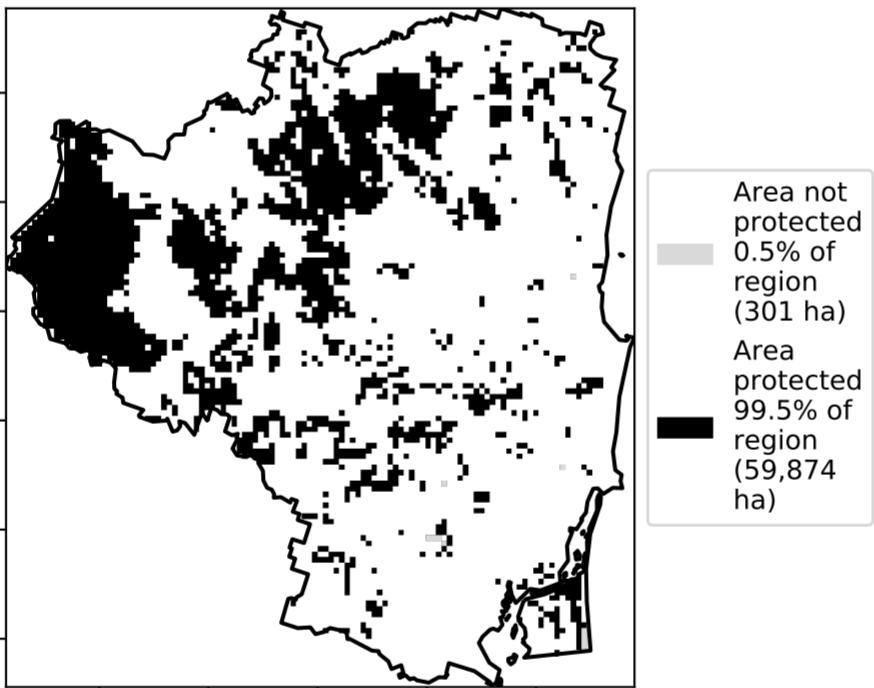 Area not
protected
0.5% of
region
(301 ha)
Area
protected
99.5% of
region
(59,874
ha)